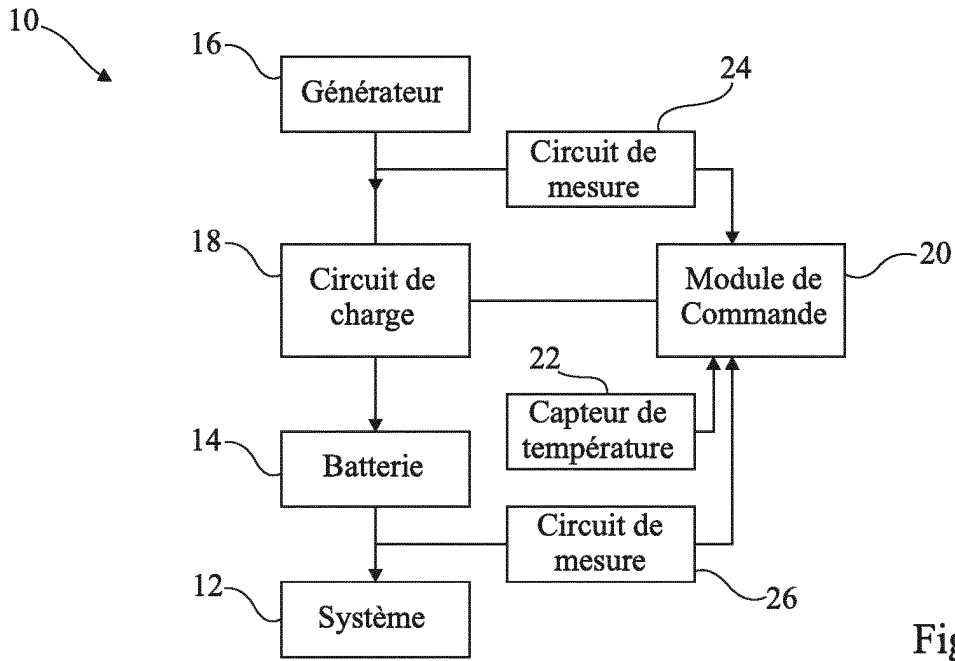 10
16
Générateur
24
Circuit de
mesure
18
Circuit de
charge
20
Module de
Commande
22
Capteur de
température
14
Batterie
Circuit de
mesure
26
12
Système
Fig